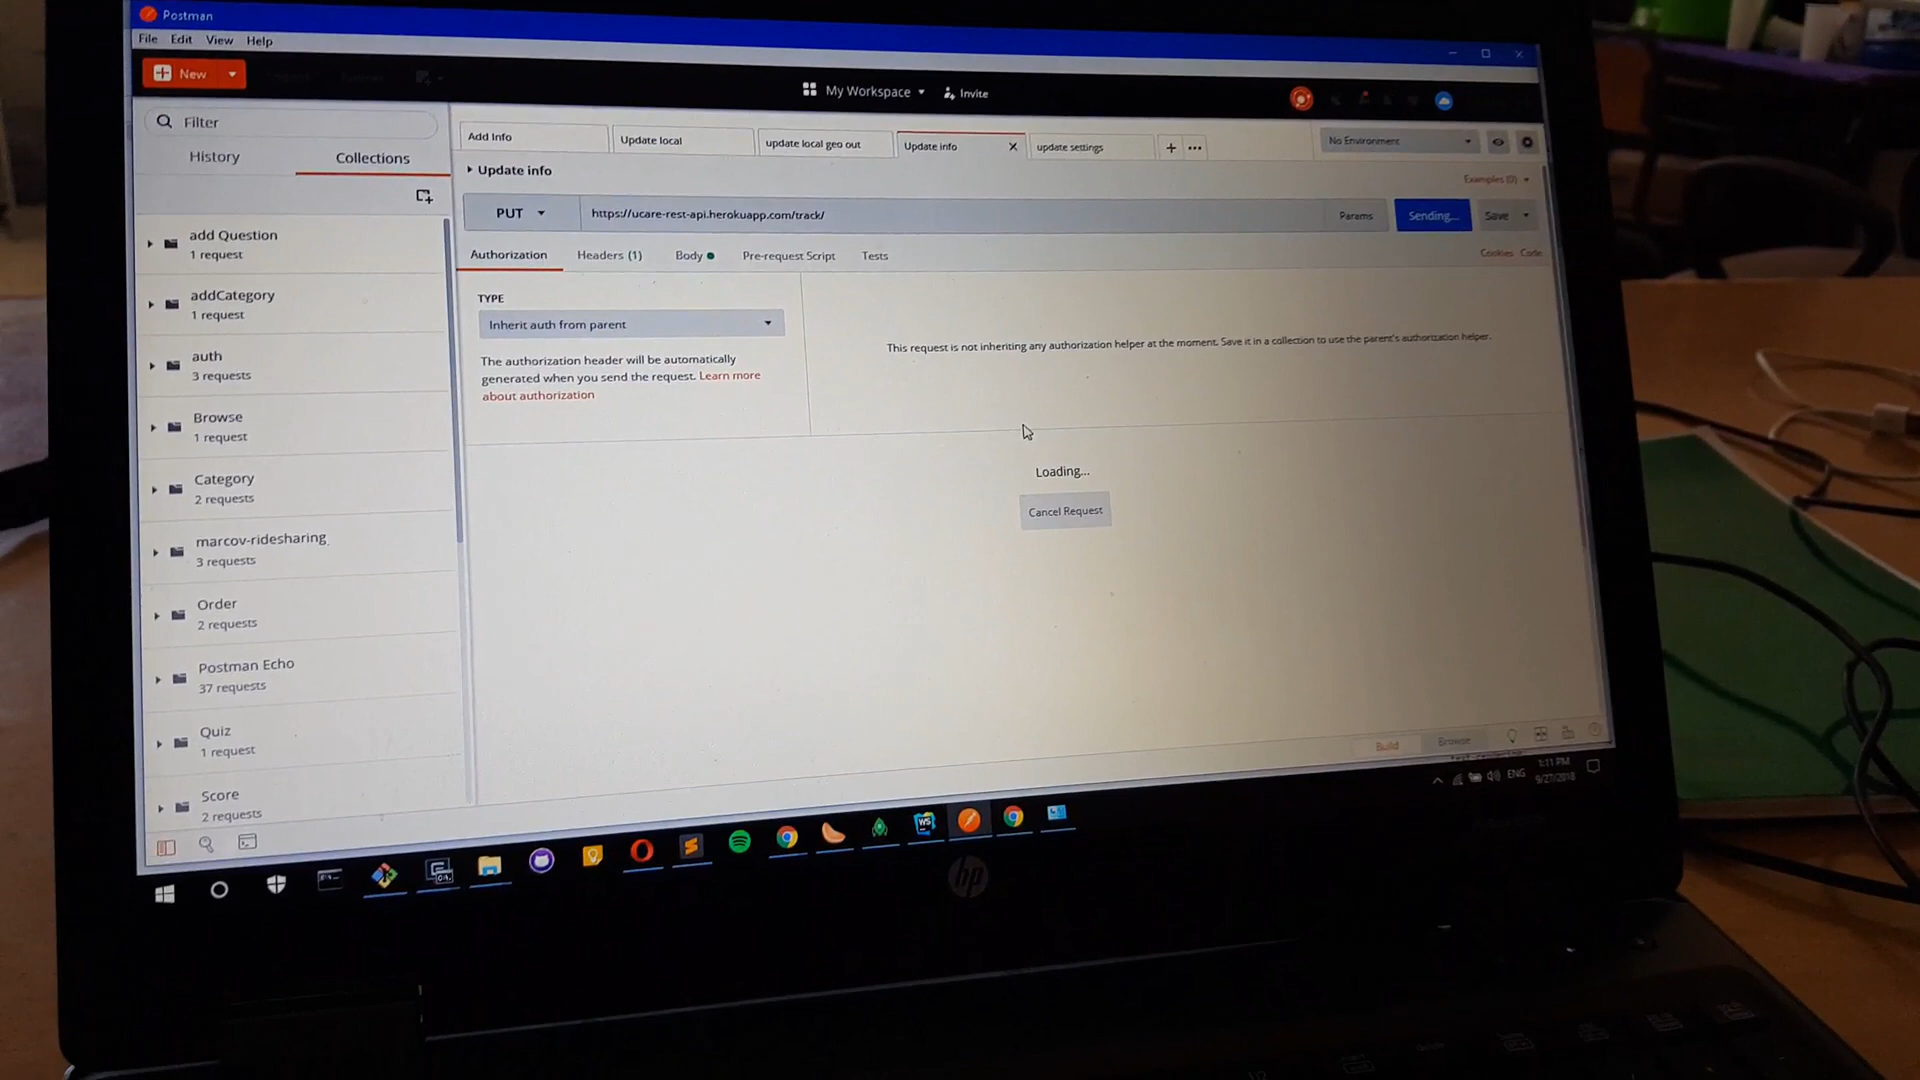 Postman
File Edit View Help
New
My Workspace
Invite
Filter
History
Collections
Add Info
Update local
update local geo out
Update info
update settings
No Environment
Update info
Examples (0)
PUT
https://ucare-rest-api.herokuapp.com/track/
Params
Sending...
Save
Authorization
Headers (1)
Body
Pre-request Script
Tests
Cookies Code
TYPE
Inherit auth from parent
The authorization header will be automatically
generated when you send the request. Learn more
about authorization
This request is not inheriting any authorization helper at the moment. Save it in a collection to use the parent's authorization helper.
Loading...
Cancel Request
add Question
1 request
addCategory
1 request
auth
3 requests
Browse
1 request
Category
2 requests
marcov-ridesharing
3 requests
Order
2 requests
Postman Echo
37 requests
Quiz
1 request
Score
2 requests
Build
Browse
ENG
1:11 PM
9/27/2018
WS
hp